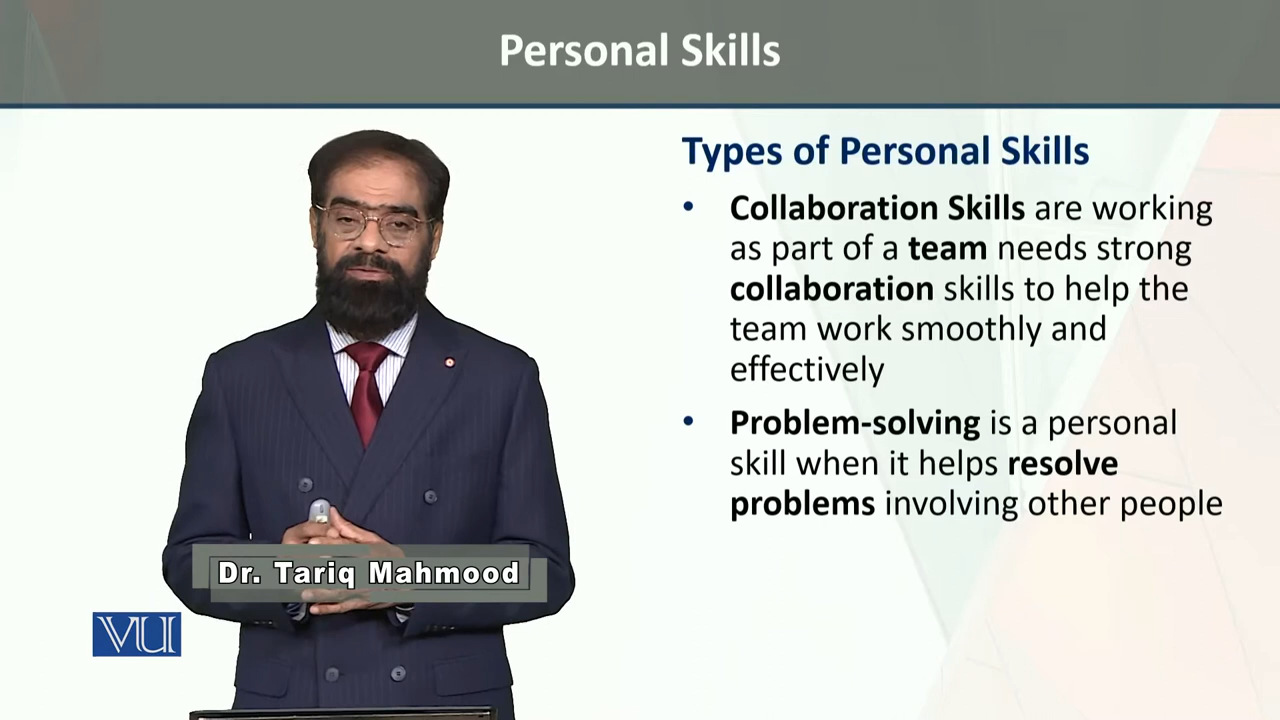 Personal Skills
Types of Personal Skills
• Collaboration Skills are working
as part of a team needs strong
collaboration skills to help the
team work smoothly and
effectively
• Problem-solving is a personal
skill when it helps resolve
problems involving other people
Dr. Tariq Mahmood
VU